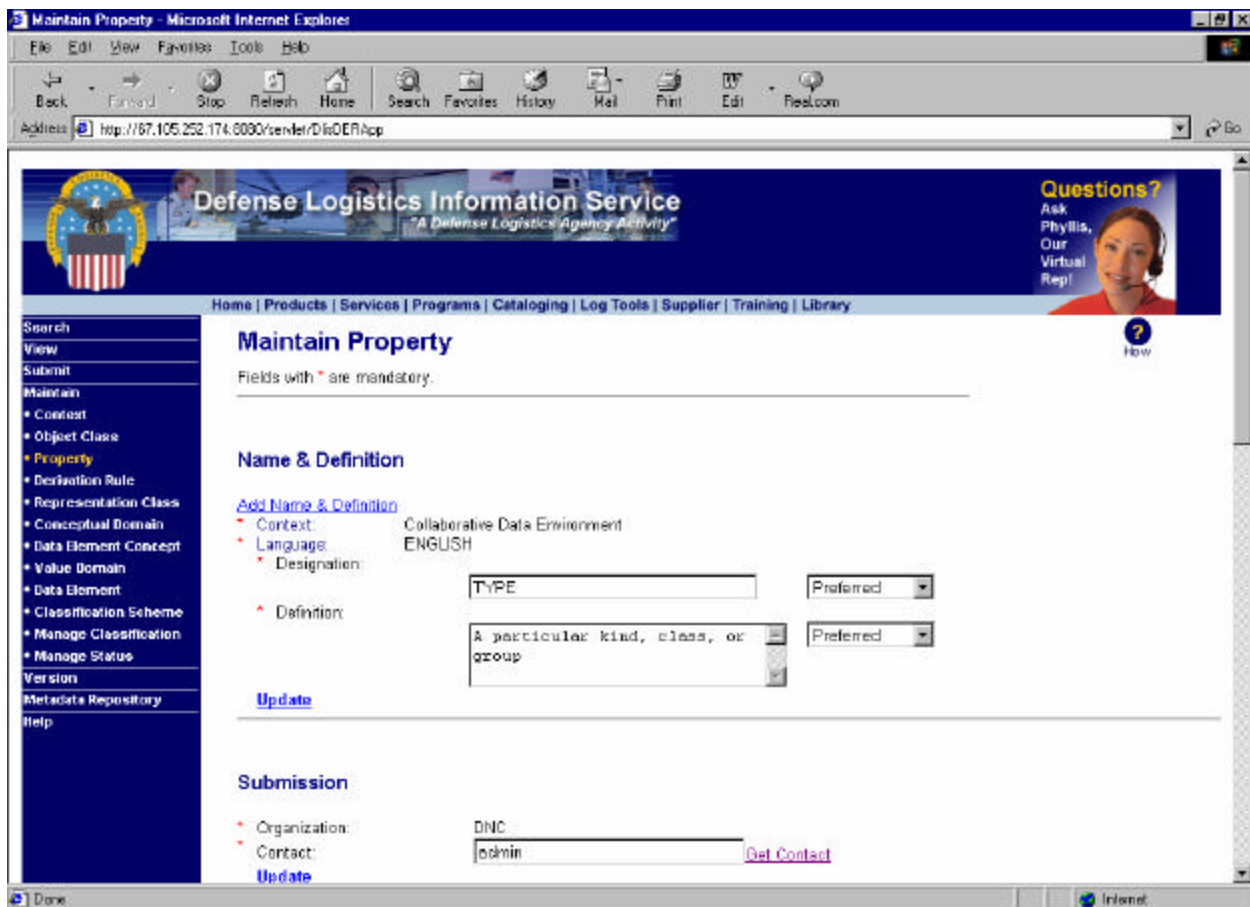 Maintain Property - Microsoft Internet Explorer
File Edit View Favorites Tools Help
Back Forward Stop Refresh Home Search Favorites History Mail Print Edit Real.com
Address http://67.105.252.174:8080/servlet/DlisDERApp Go
Defense Logistics Information Service
"A Defense Logistics Agency Activity"
Questions?
Ask
Phyllis,
Our
Virtual
Rep!
Home | Products | Services | Programs | Cataloging | Log Tools | Supplier | Training | Library
Search
View
Submit
Maintain
• Context
• Object Class
• Property
• Derivation Rule
• Representation Class
• Conceptual Domain
• Data Element Concept
• Value Domain
• Data Element
• Classification Scheme
• Manage Classification
• Manage Status
Version
Metadata Repository
Help
Maintain Property
? How
Fields with * are mandatory.
Name & Definition
Add Name & Definition
* Context: Collaborative Data Environment
* Language: ENGLISH
* Designation:
TYPE Preferred
* Definition:
A particular kind, class, or Preferred
group
Update
Submission
* Organization: DNC
* Contact: admin Get Contact
Update
Done Internet